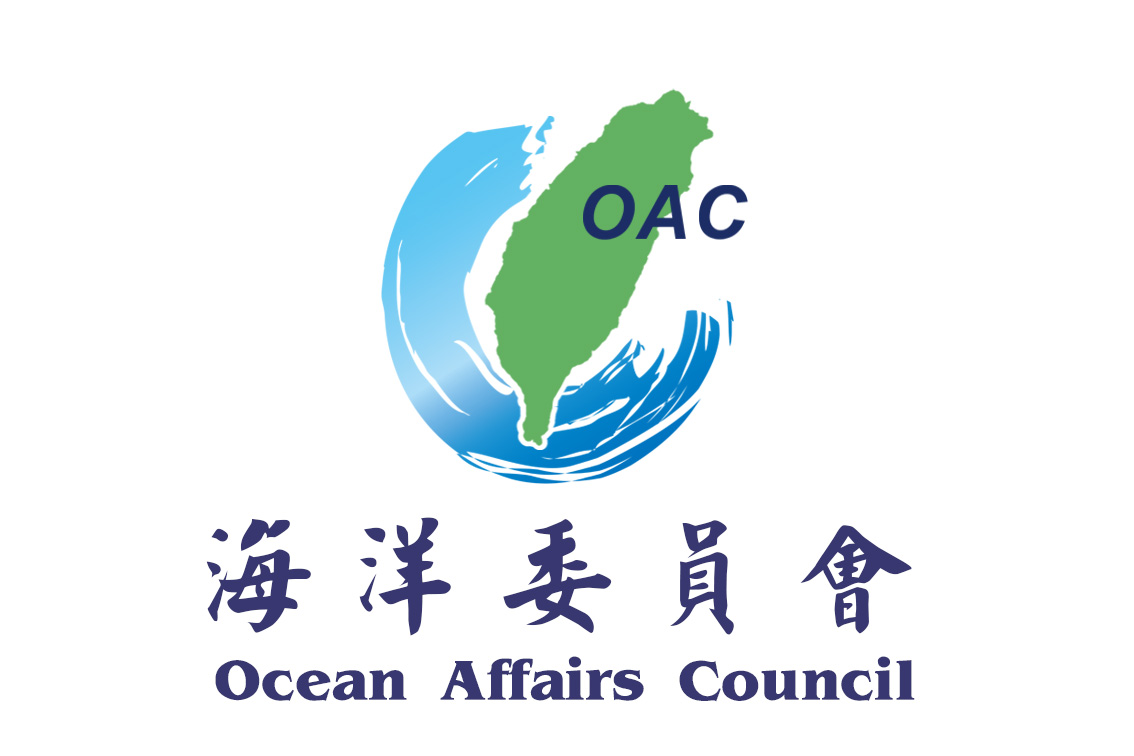 OAC
海洋委員會
Ocean Affairs Council